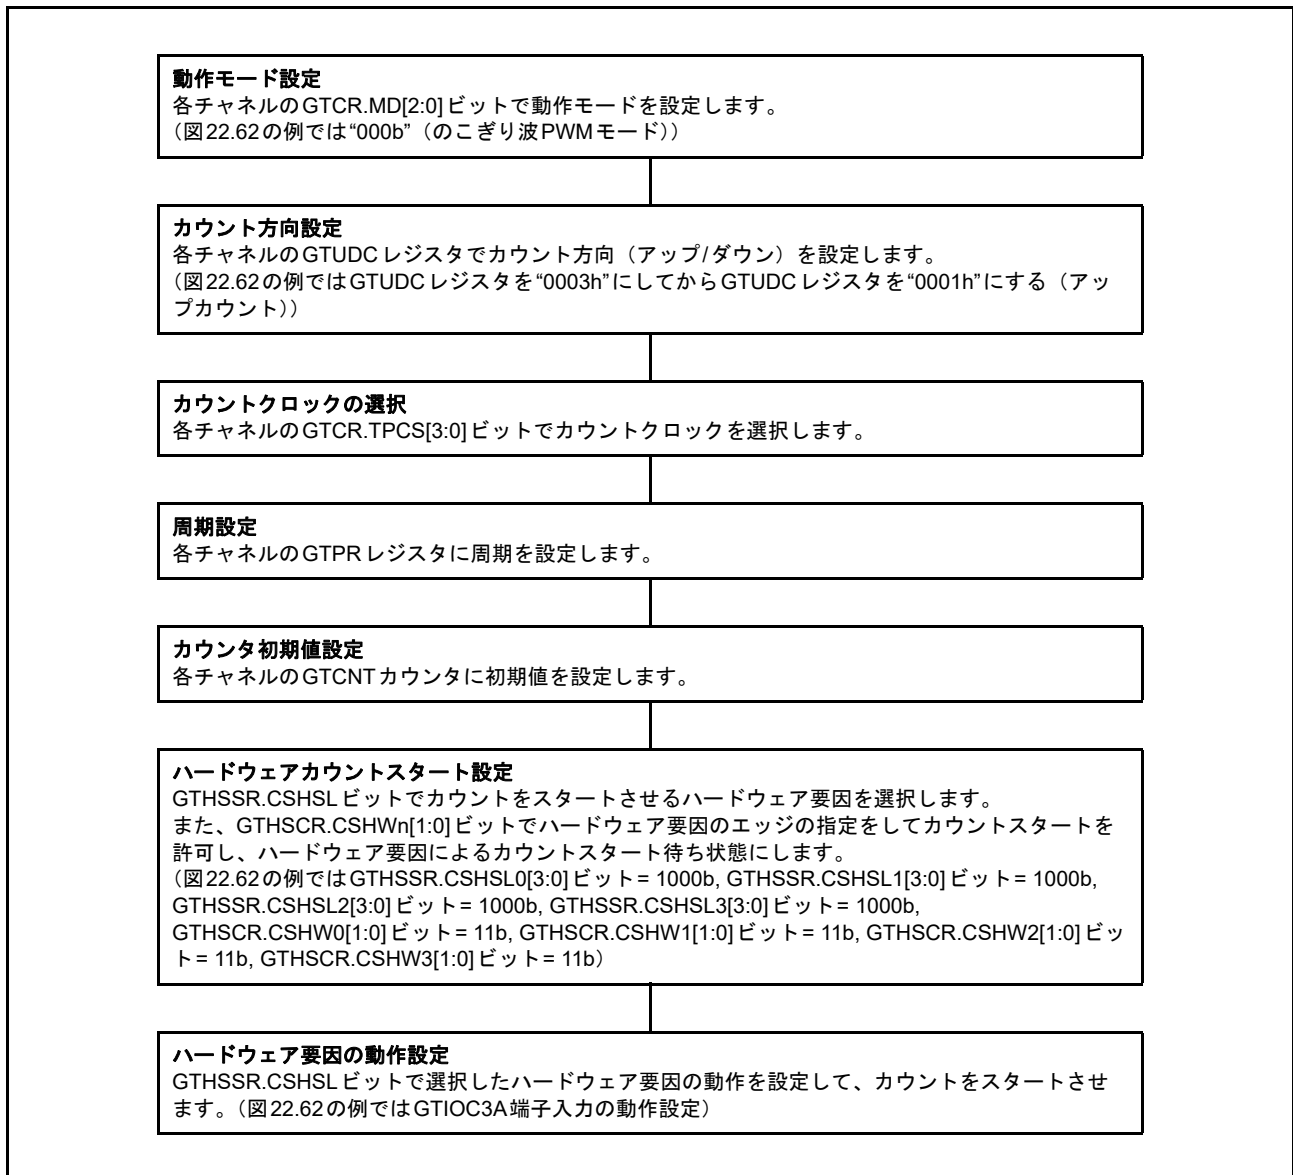 動作モード設定
各チャネルのGTCR.MD[2:0]ビットで動作モードを設定します。
（図22.62の例では“000b”（のこぎり波PWMモード））
カウント方向設定
各チャネルのGTUDCレジスタでカウント方向（アップ/ダウン）を設定します。
（図22.62の例ではGTUDCレジスタを“0003h”にしてからGTUDCレジスタを“0001h”にする（アッ
プカウント））
カウントクロックの選択
各チャネルのGTCR.TPCS[3:0]ビットでカウントクロックを選択します。
周期設定
各チャネルのGTPRレジスタに周期を設定します。
カウンタ初期値設定
各チャネルのGTCNTカウンタに初期値を設定します。
ハードウェアカウントスタート設定
GTHSSR.CSHSLビットでカウントをスタートさせるハードウェア要因を選択します。
また、GTHSCR.CSHWn[1:0]ビットでハードウェア要因のエッジの指定をしてカウントスタートを
許可し、ハードウェア要因によるカウントスタート待ち状態にします。
（図22.62の例ではGTHSSR.CSHSL0[3:0]ビット= 1000b, GTHSSR.CSHSL1[3:0]ビット= 1000b,
GTHSSR.CSHSL2[3:0]ビット= 1000b, GTHSSR.CSHSL3[3:0]ビット= 1000b,
GTHSCR.CSHW0[1:0]ビット= 11b, GTHSCR.CSHW1[1:0]ビット= 11b, GTHSCR.CSHW2[1:0]ビッ
ト= 11b, GTHSCR.CSHW3[1:0]ビット= 11b）
ハードウェア要因の動作設定
GTHSSR.CSHSLビットで選択したハードウェア要因の動作を設定して、カウントをスタートさせ
ます。（図22.62の例ではGTIOC3A端子入力の動作設定）